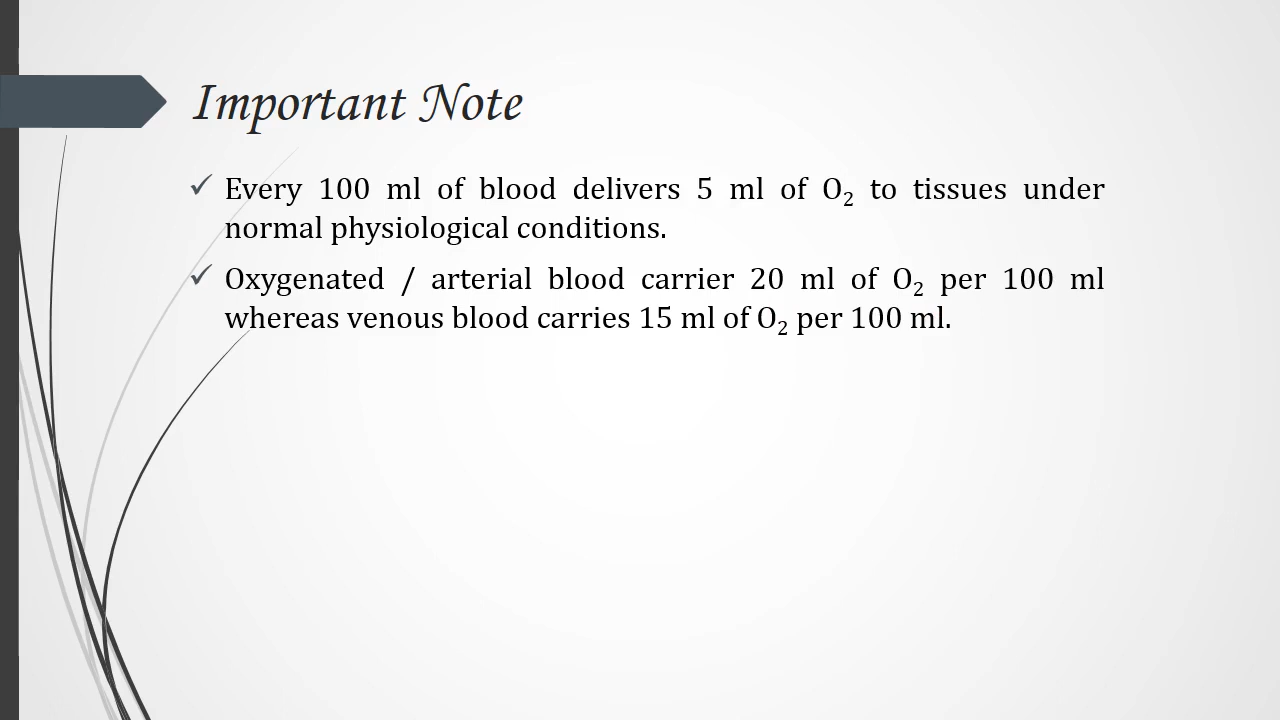 Important Note
✓ Every 100 ml of blood delivers 5 ml of O₂ to tissues under
normal physiological conditions.
✓ Oxygenated / arterial blood carrier 20 ml of O₂ per 100 ml
whereas venous blood carries 15 ml of O₂ per 100 ml.